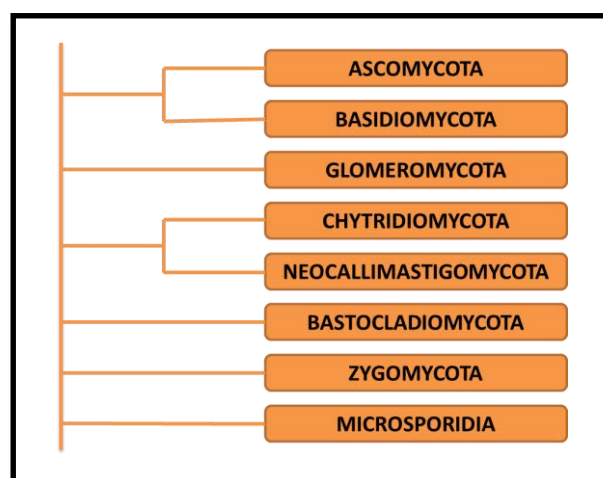 ASCOMYCOTA
BASIDIOMYCOTA
GLOMEROMYCOTA
CHYTRIDIOMYCOTA
NEOCALLIMASTIGOMYCOTA
BASTOCLADIOMYCOTA
ZYGOMYCOTA
MICROSPORIDIA